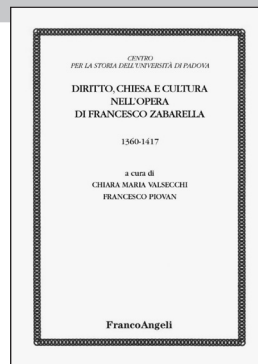 CENTRO
PER LA STORIA DELL'UNIVERSITÀ DI PADOVA
DIRITTO, CHIESA E CULTURA
NELL'OPERA
DI FRANCESCO ZABARELLA
1360-1417
a cura di
CHIARA MARIA VALSECCHI
FRANCESCO PIOVAN
FrancoAngeli